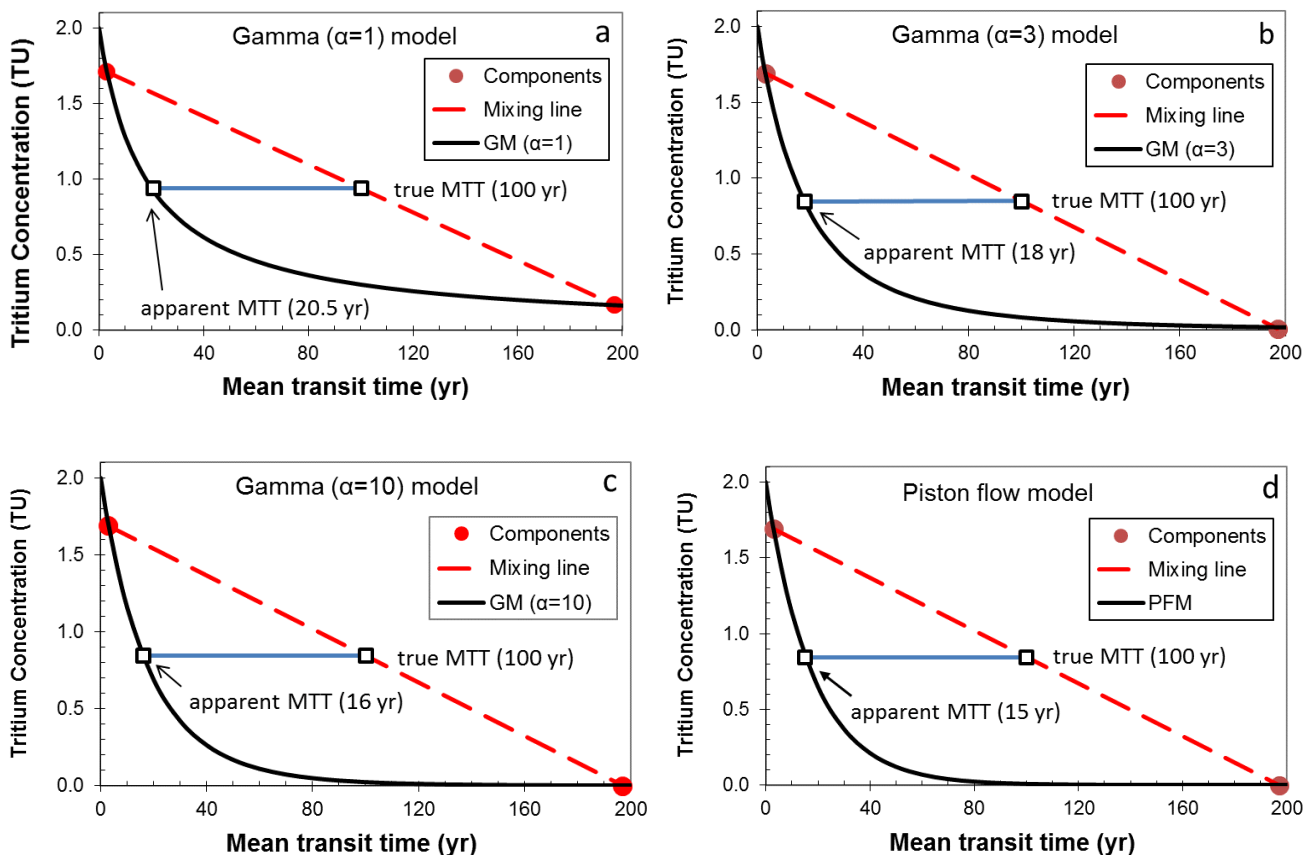 Gamma (α=1) model
a
Components
Mixing line
GM (α=1)
true MTT (100 yr)
apparent MTT (20.5 yr)
Tritium Concentration (TU)
2.0
1.5
1.0
0.5
0.0
0
40
80
120
160
200
Mean transit time (yr)
Gamma (α=3) model
b
Components
Mixing line
GM (α=3)
true MTT (100 yr)
apparent MTT (18 yr)
Tritium Concentration (TU)
2.0
1.5
1.0
0.5
0.0
0
40
80
120
160
200
Mean transit time (yr)
Gamma (α=10) model
c
Components
Mixing line
GM (α=10)
true MTT (100 yr)
apparent MTT (16 yr)
Tritium Concentration (TU)
2.0
1.5
1.0
0.5
0.0
0
40
80
120
160
200
Mean transit time (yr)
Piston flow model
d
Components
Mixing line
PFM
true MTT (100 yr)
apparent MTT (15 yr)
Tritium Concentration (TU)
2.0
1.5
1.0
0.5
0.0
0
40
80
120
160
200
Mean transit time (yr)